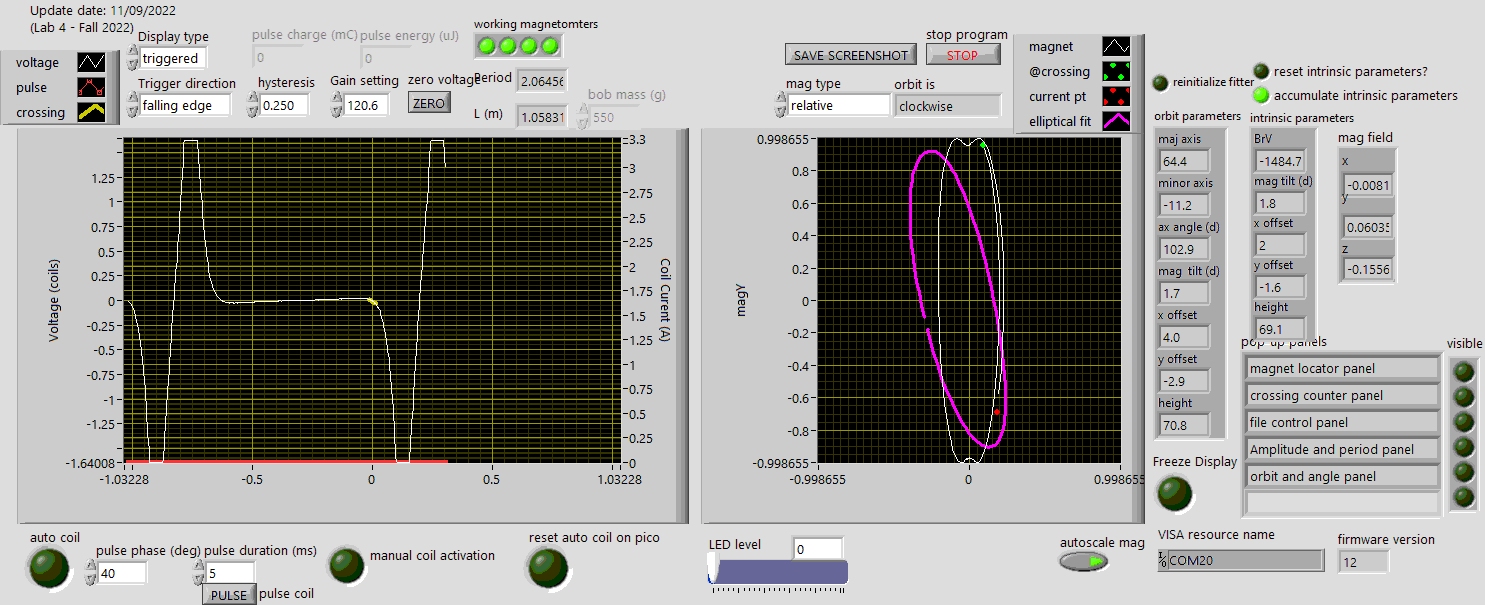 Update date: 11/09/2022
(Lab 4 - Fall 2022)
voltage
pulse
crossing
Display type
triggered
pulse charge (mC)
0
pulse energy (uJ)
0
Trigger direction
falling edge
hysteresis
0.250
Gain setting
120.6
zero voltage
ZERO
working magnetomters
Period
2.0645
L (m)
1.05831
bob mass (g)
550
SAVE SCREENSHOT
stop program
STOP
mag type
relative
orbit is
clockwise
magnet
@crossing
current pt
elliptical fit
reinitialize fitter
reset intrinsic parameters?
accumulate intrinsic parameters
orbit parameters
maj axis
64.4
minor axis
-11.2
ax angle (d)
102.9
mag tilt (d)
1.7
x offset
4.0
y offset
-2.9
height
70.8
intrinsic parameters
BrV
-1484.7
mag tilt (d)
1.8
x offset
2
y offset
-1.6
height
69.1
mag field
x
-0.0081
y
0.0603
z
-0.1556
Voltage (coils)
1.25
1
0.75
0.5
0.25
0
-0.25
-0.5
-0.75
-1
-1.25
-1.64008
-1.03228
-0.5
0
0.5
1.03228
3.3
3
2.75
2.5
2.25
2
1.75
1.5
1.25
1
0.75
0.5
0.25
0
Coil Current (A)
magy
0.998655
0.8
0.6
0.4
0.2
0
-0.2
-0.4
-0.6
-0.8
-0.998655
-0.998655
0
0.998655
pop up panels
visible
magnet locator panel
crossing counter panel
file control panel
Amplitude and period panel
orbit and angle panel
Freeze Display
auto coil
pulse phase (deg)
40
pulse duration (ms)
5
PULSE
pulse coil
manual coil activation
reset auto coil on pico
LED level
0
autoscale mag
VISA resource name
COM20
firmware version
12